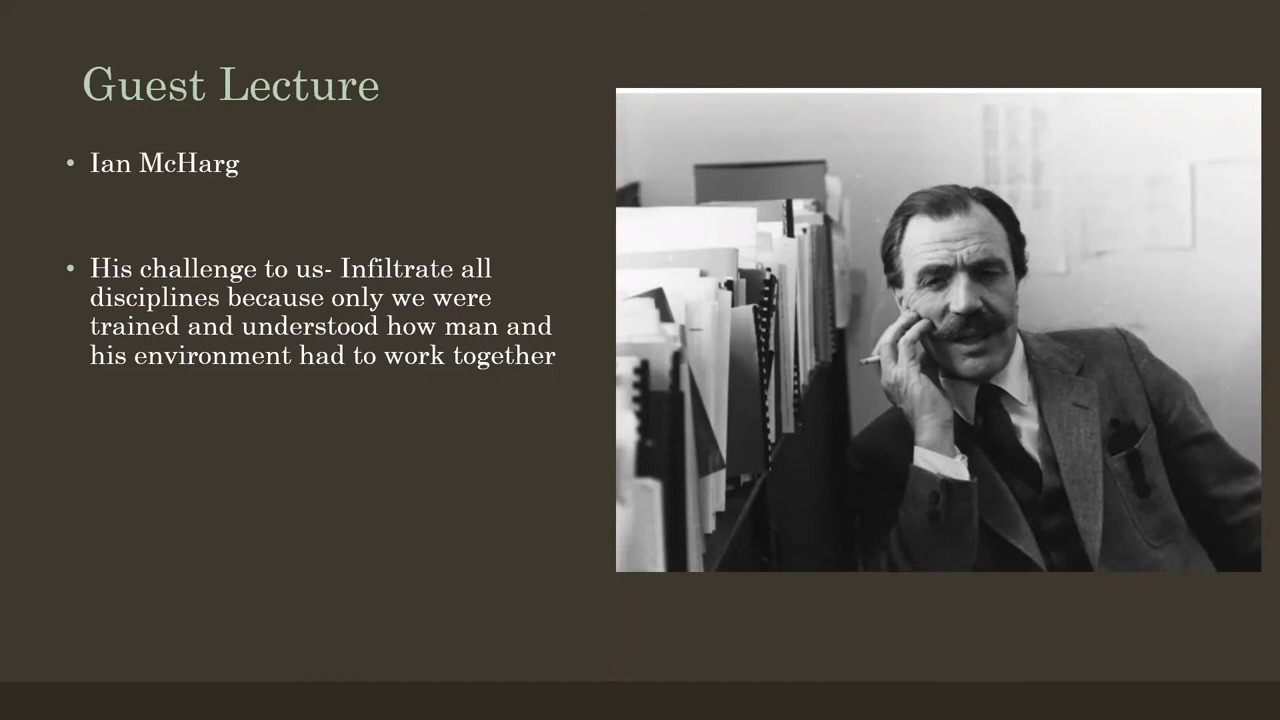 Guest Lecture
• Ian McHarg
• His challenge to us- Infiltrate all
disciplines because only we were
trained and understood how man and
his environment had to work together